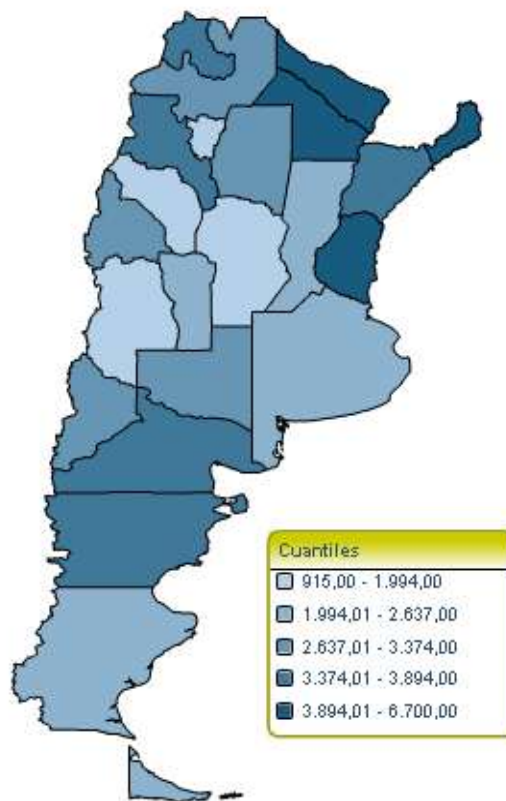 Cuantiles
915,00 - 1.994,00
1.994,01 - 2.637,00
2.637,01 - 3.374,00
3.374,01 - 3.894,00
3.894,01 - 6.700,00